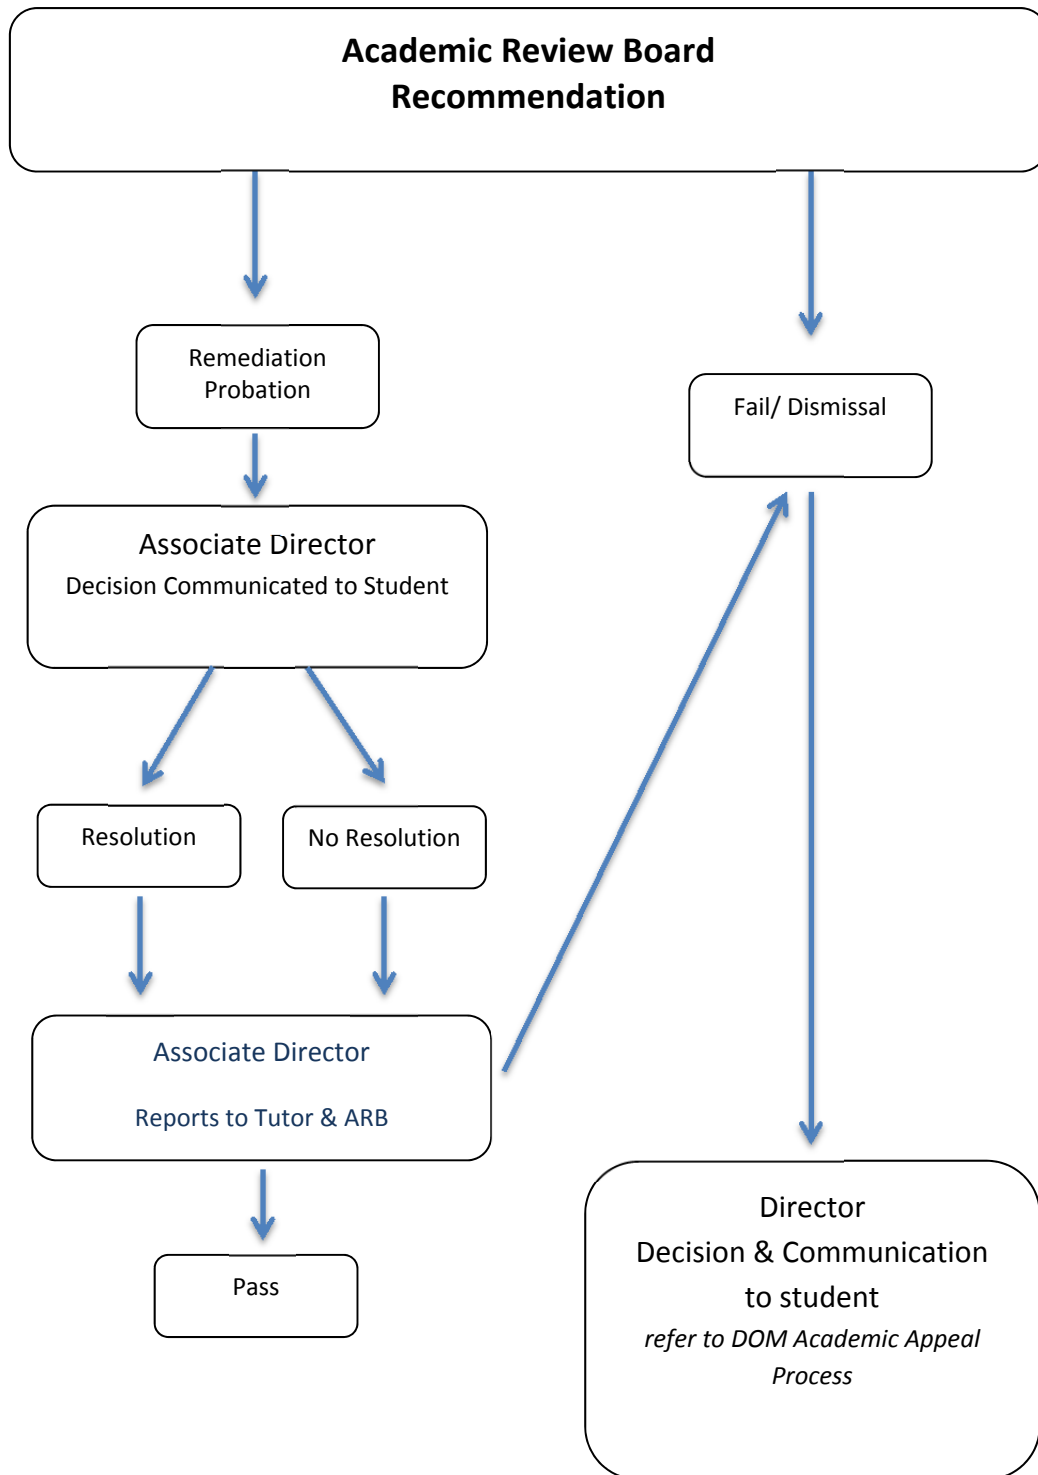 Academic Review Board
Recommendation
Remediation
Probation
Fail/ Dismissal
Associate Director
Decision Communicated to Student
Resolution
No Resolution
Associate Director
Reports to Tutor & ARB
Pass
Director
Decision & Communication
to student
refer to DOM Academic Appeal
Process